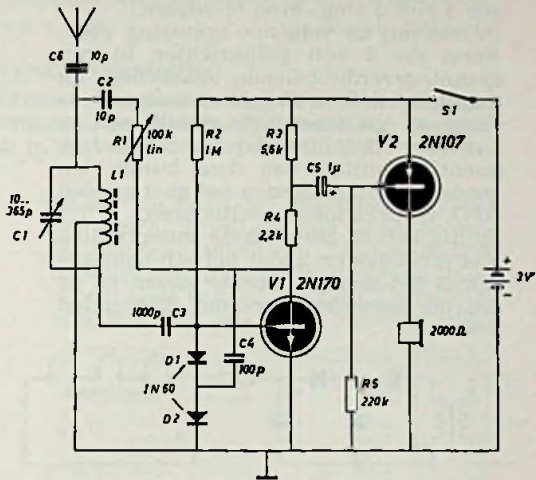 C6
10p
C2
10p
R1
100k
lin
R2
1M
R3
5,6k
C5 1µ
+
S1
V2 2N107
L1
10...
365p
C1
R4
2,2k
+
3V
-
V1 2N170
C3
1000p
C4
100p
D1
1N60
D2
2000Ω
R5
220k